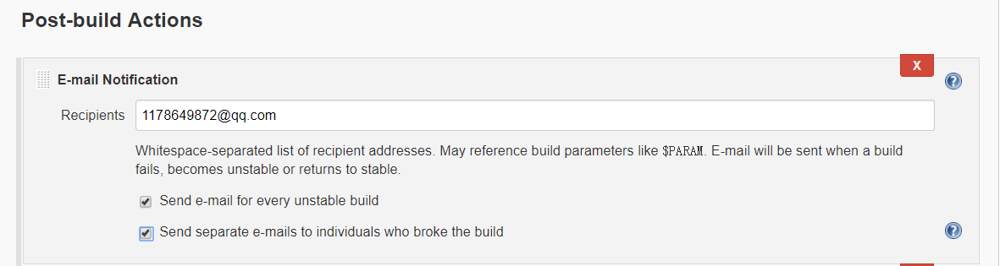 Post-build Actions
X
E-mail Notification
?
Recipients 1178649872@qq.com
Whitespace-separated list of recipient addresses. May reference build parameters like $PARAM. E-mail will be sent when a build
fails, becomes unstable or returns to stable.
Send e-mail for every unstable build
Send separate e-mails to individuals who broke the build
?